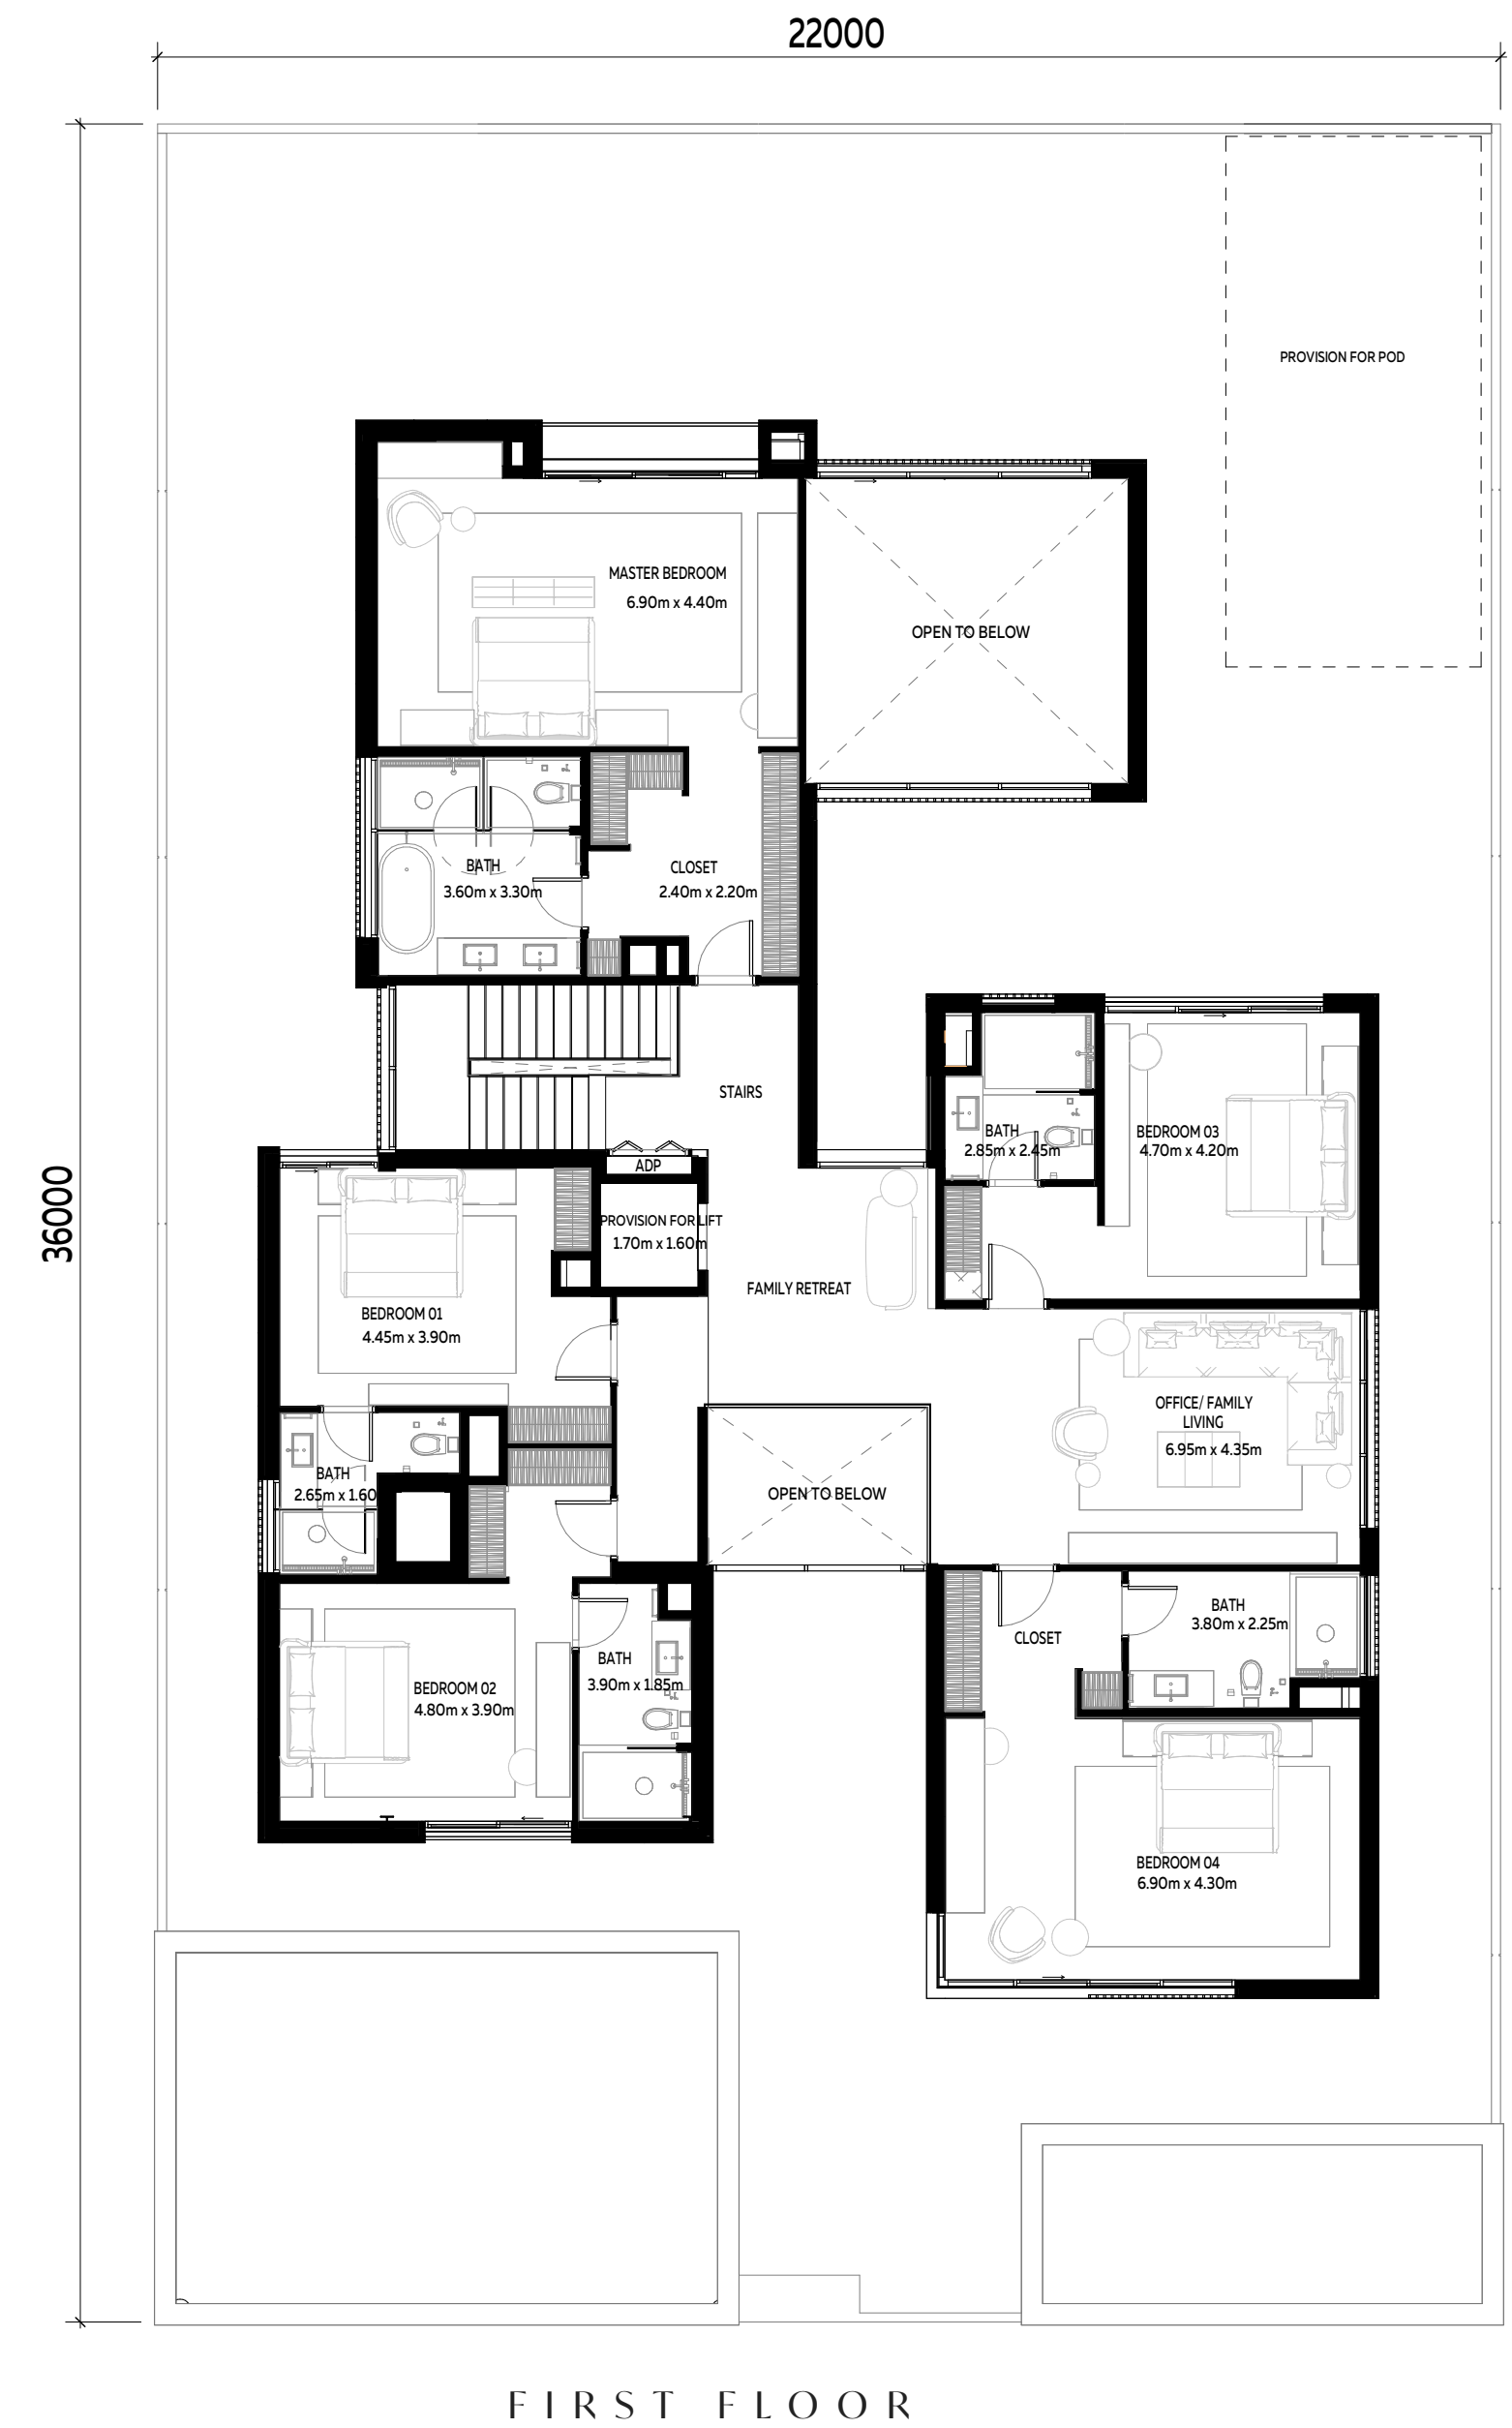 22000
36000
PROVISION FOR POD
MASTER BEDROOM
6.90m x 4.40m
OPEN TO BELOW
BATH
3.60m x 3.30m
CLOSET
2.40m x 2.20m
STAIRS
BATH
2.85m x 2.45m
BEDROOM 03
4.70m x 4.20m
ADP
PROVISION FOR LIFT
1.70m x 1.60m
FAMILY RETREAT
BEDROOM 01
4.45m x 3.90m
OFFICE/ FAMILY
LIVING
6.95m x 4.35m
BATH
2.65m x 1.60
OPEN TO BELOW
BATH
3.80m x 2.25m
CLOSET
BATH
3.90m x 1.85m
BEDROOM 02
4.80m x 3.90m
BEDROOM 04
6.90m x 4.30m
FIRST FLOOR